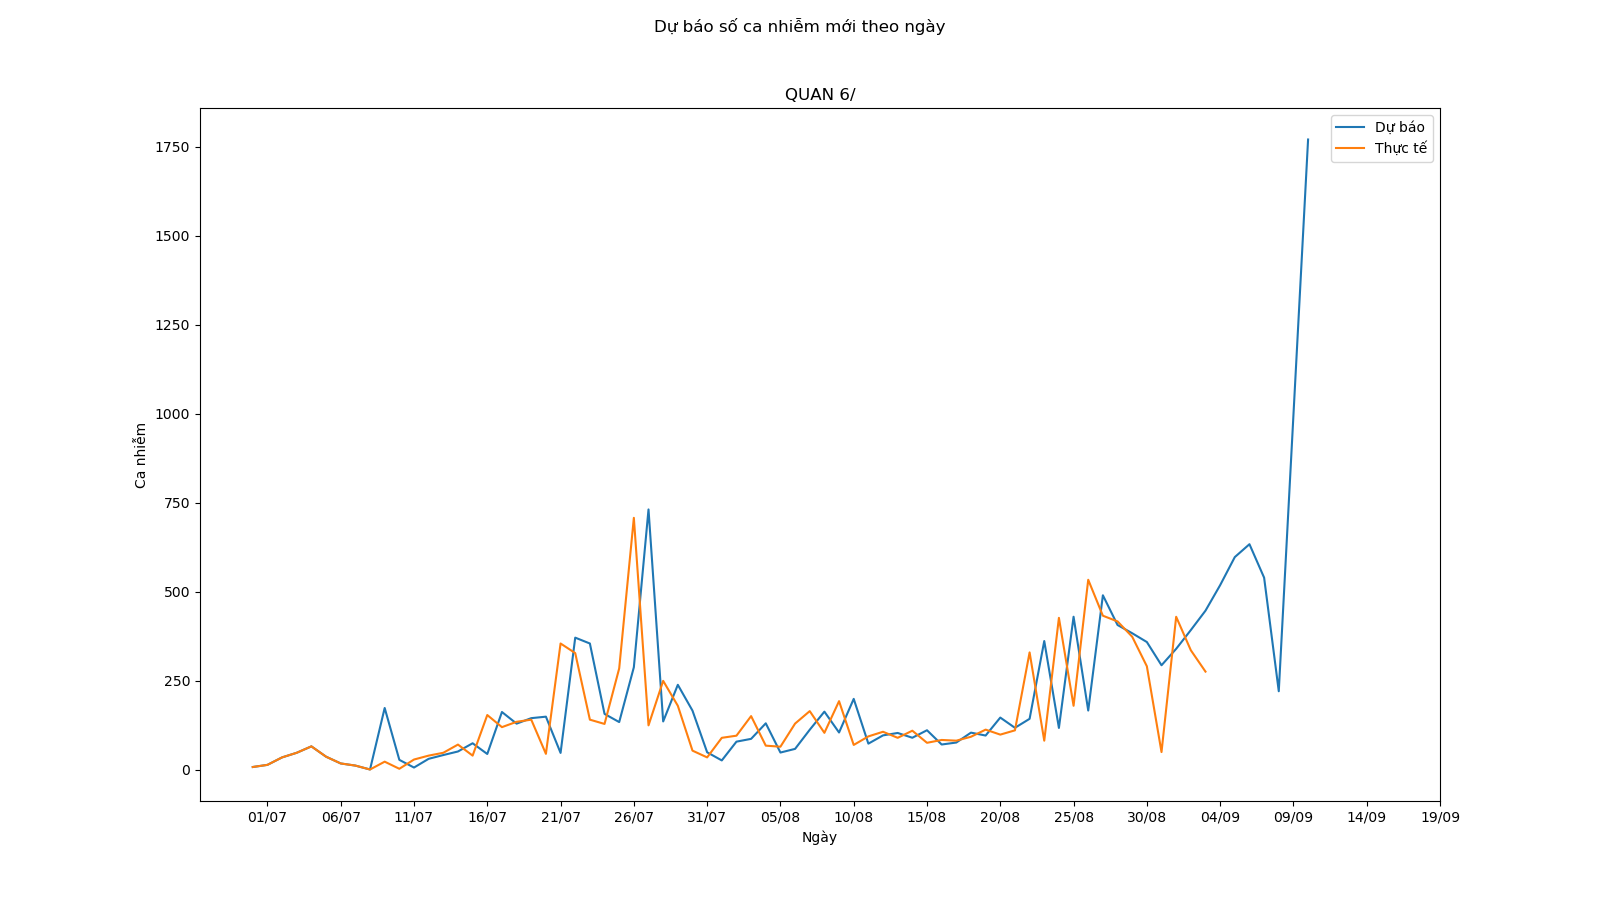 Dự báo số ca nhiễm mới theo ngày
QUAN 6/
Dự báo
Thực tế
1750
1500
1250
1000
750
500
250
0
Ca nhiễm
01/07 06/07 11/07 16/07 21/07 26/07 31/07 05/08 10/08 15/08 20/08 25/08 30/08 04/09 09/09 14/09 19/09
Ngày